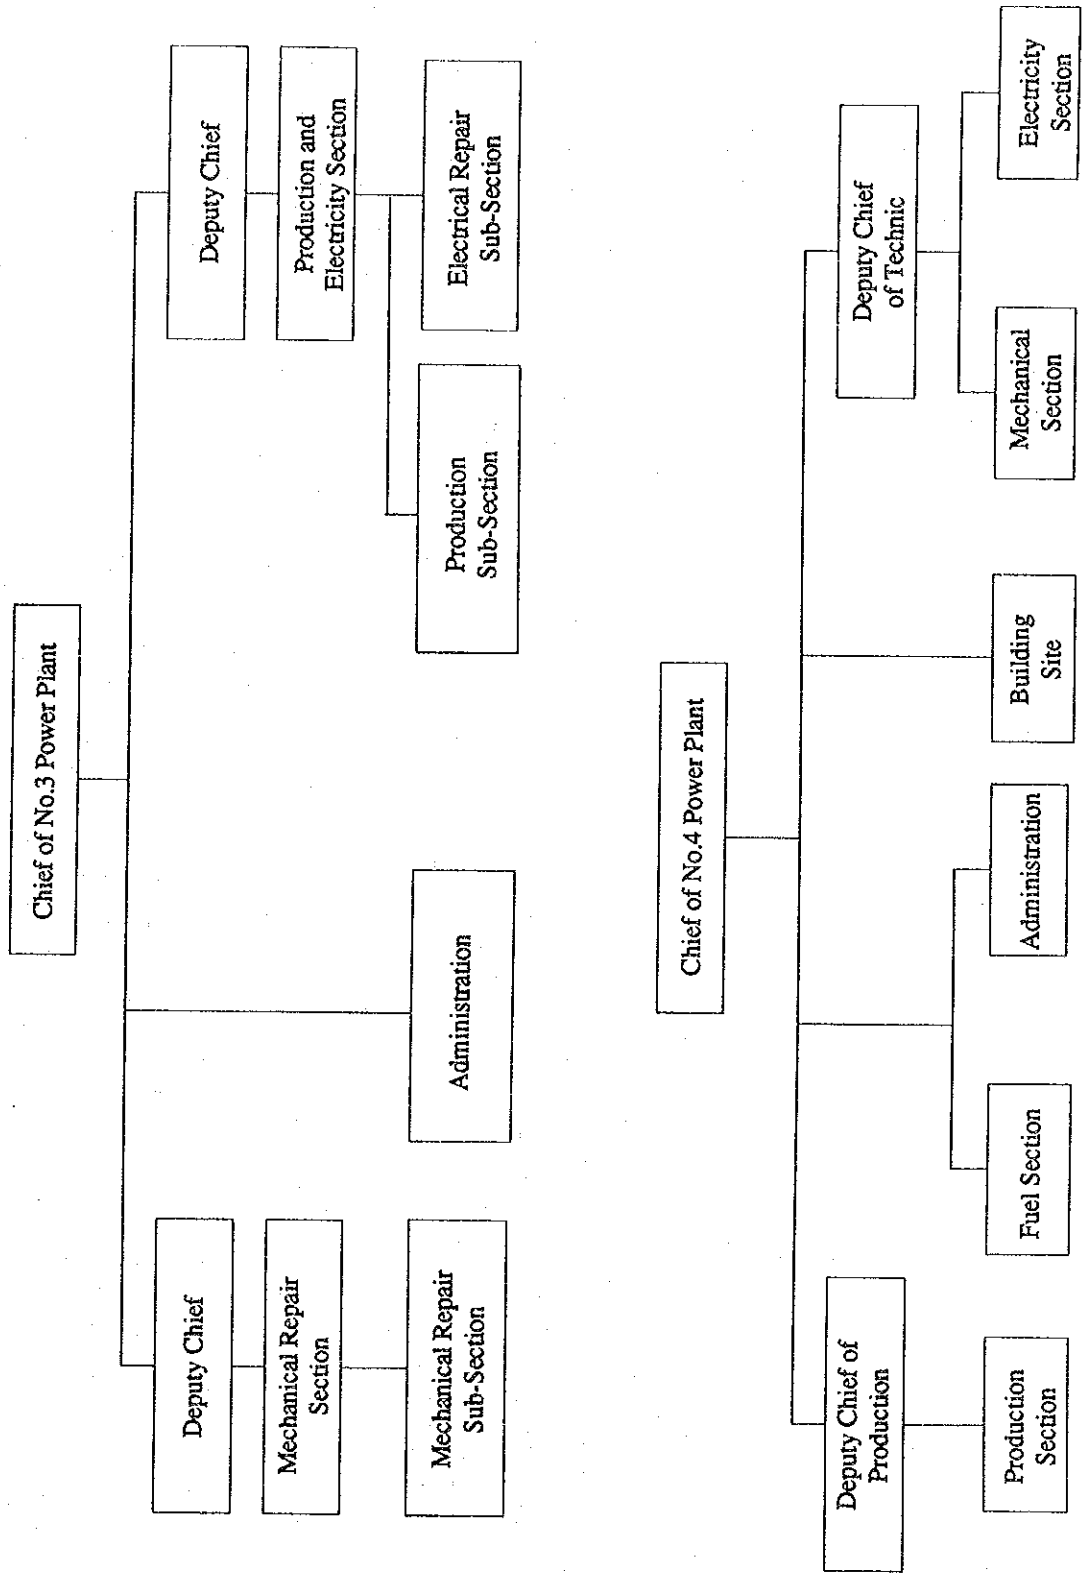 Chief of No.3 Power Plant
Deputy Chief
Mechanical Repair
Section
Mechanical Repair
Sub-Section
Administration
Deputy Chief
Production and
Electricity Section
Production
Sub-Section
Electrical Repair
Sub-Section
Chief of No.4 Power Plant
Deputy Chief of
Production
Production
Section
Fuel Section
Administration
Building
Site
Deputy Chief
of Technic
Mechanical
Section
Electricity
Section